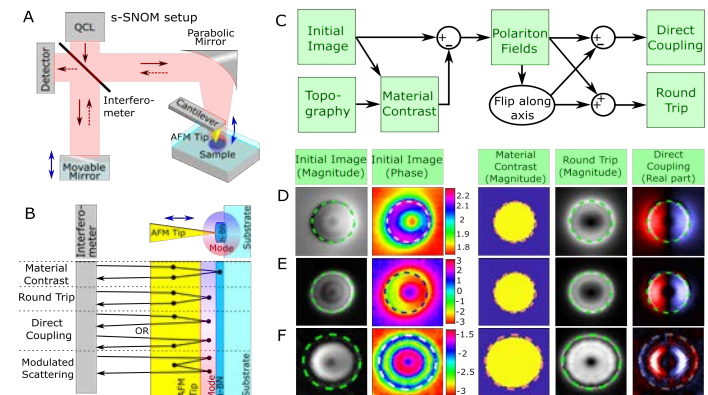 A
s-SNOM setup
QCL
Parabolic
Mirror
Detector
Interfero-
meter
Cantilever
AFM Tip
Sample
Movable
Mirror
B
Interfero-
meter
AFM Tip
h-BN
Mode
Substrate
Material
Contrast
Round Trip
Direct
Coupling
OR
Modulated
Scattering
AFM
Tip
Mode
h-BN
Substrate
C
Initial
Image
Topo-
graphy
Material
Contrast
+
−
Polariton
Fields
Flip along
axis
+
−
+
+
Direct
Coupling
Round
Trip
Initial Image
(Magnitude)
Initial Image
(Phase)
Material
Contrast
(Magnitude)
Round Trip
(Magnitude)
Direct
Coupling
(Real part)
D
2.2
2.1
2
1.9
1.8
E
3
2
1
0
-1
-2
-3
F
-1.5
-2
-2.5
-3